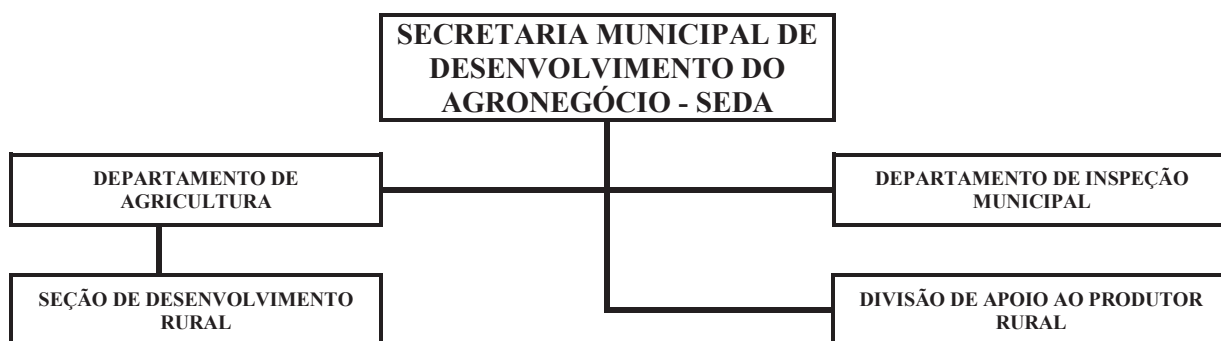 SECRETARIA MUNICIPAL DE
DESENVOLVIMENTO DO
AGRONEGÓCIO - SEDA
DEPARTAMENTO DE
AGRICULTURA
DEPARTAMENTO DE INSPEÇÃO
MUNICIPAL
SEÇÃO DE DESENVOLVIMENTO
RURAL
DIVISÃO DE APOIO AO PRODUTOR
RURAL